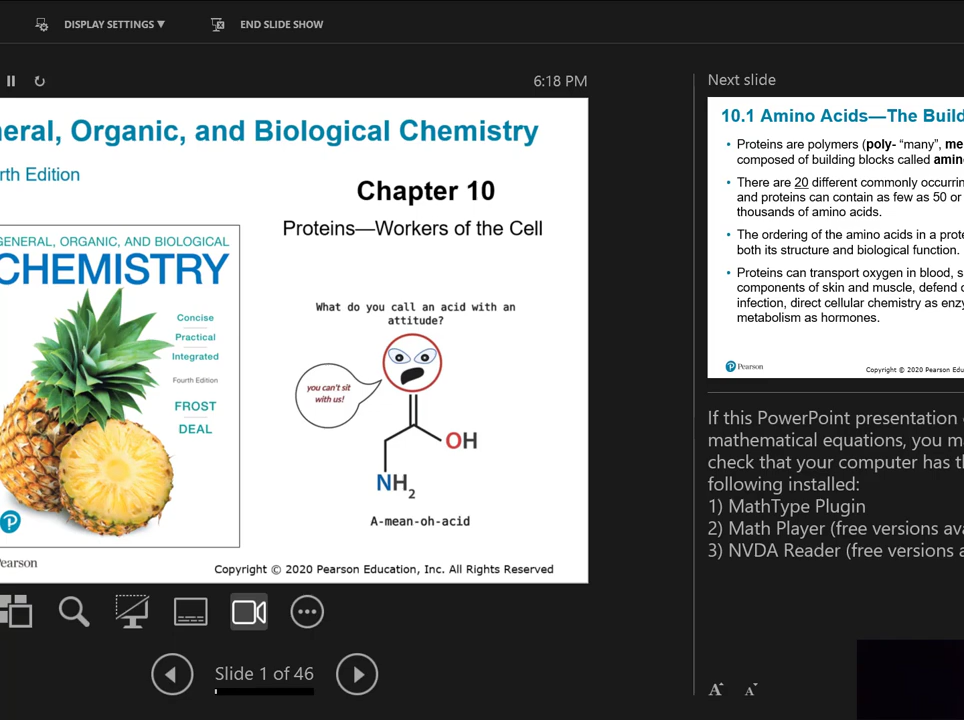 DISPLAY SETTINGS ▼
END SLIDE SHOW
6:18 PM
neral, Organic, and Biological Chemistry
rth Edition
Chapter 10
Proteins—Workers of the Cell
GENERAL, ORGANIC, AND BIOLOGICAL
CHEMISTRY
Concise
Practical
Integrated
Fourth Edition
FROST
DEAL
What do you call an acid with an
attitude?
you can't sit
with us!
OH
NH2
A-mean-oh-acid
earson
Copyright © 2020 Pearson Education, Inc. All Rights Reserved
Slide 1 of 46
Next slide
10.1 Amino Acids—The Build
• Proteins are polymers (poly- “many”, me
composed of building blocks called amin
• There are 20 different commonly occurrin
and proteins can contain as few as 50 or
thousands of amino acids.
• The ordering of the amino acids in a prote
both its structure and biological function.
• Proteins can transport oxygen in blood, s
components of skin and muscle, defend
infection, direct cellular chemistry as enz
metabolism as hormones.
Pearson
Copyright © 2020 Pearson Edu
If this PowerPoint presentation
mathematical equations, you m
check that your computer has th
following installed:
1) MathType Plugin
2) Math Player (free versions ava
3) NVDA Reader (free versions a
A A